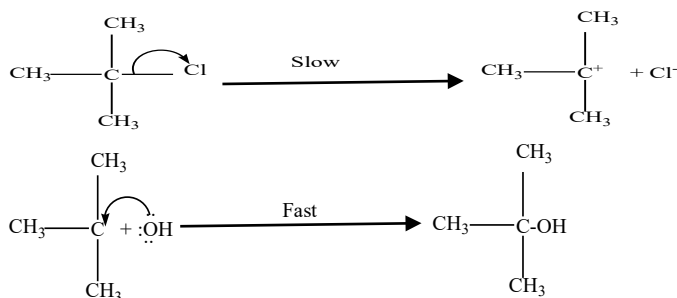 CH₃
CH₃ C Cl
CH₃
Slow
CH₃
CH₃ C⁺ + Cl⁻
CH₃
CH₃
CH₃ C + :OH
CH₃
Fast
CH₃
CH₃ C-OH
CH₃